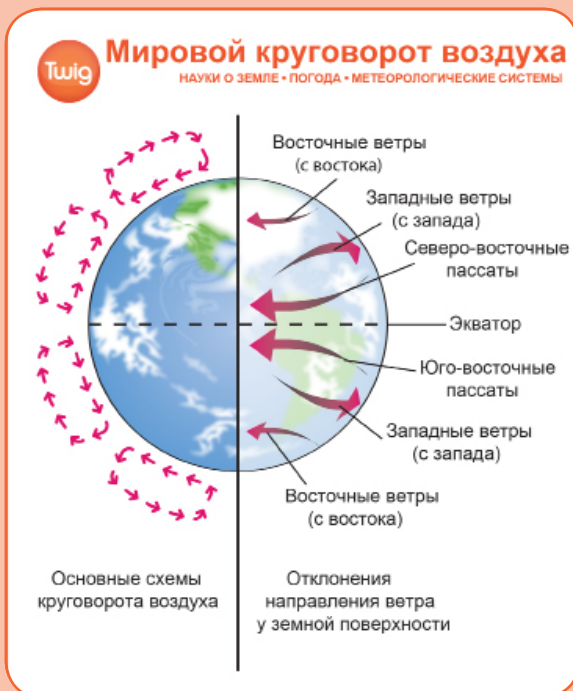 Twig
Мировой круговорот воздуха
НАУКИ О ЗЕМЛЕ • ПОГОДА • МЕТЕОРОЛОГИЧЕСКИЕ СИСТЕМЫ
Восточные ветры
(с востока)
Западные ветры
(с запада)
Северо-восточные
пассаты
Экватор
Юго-восточные
пассаты
Западные ветры
(с запада)
Восточные ветры
(с востока)
Основные схемы
круговорота воздуха
Отклонения
направления ветра
у земной поверхности